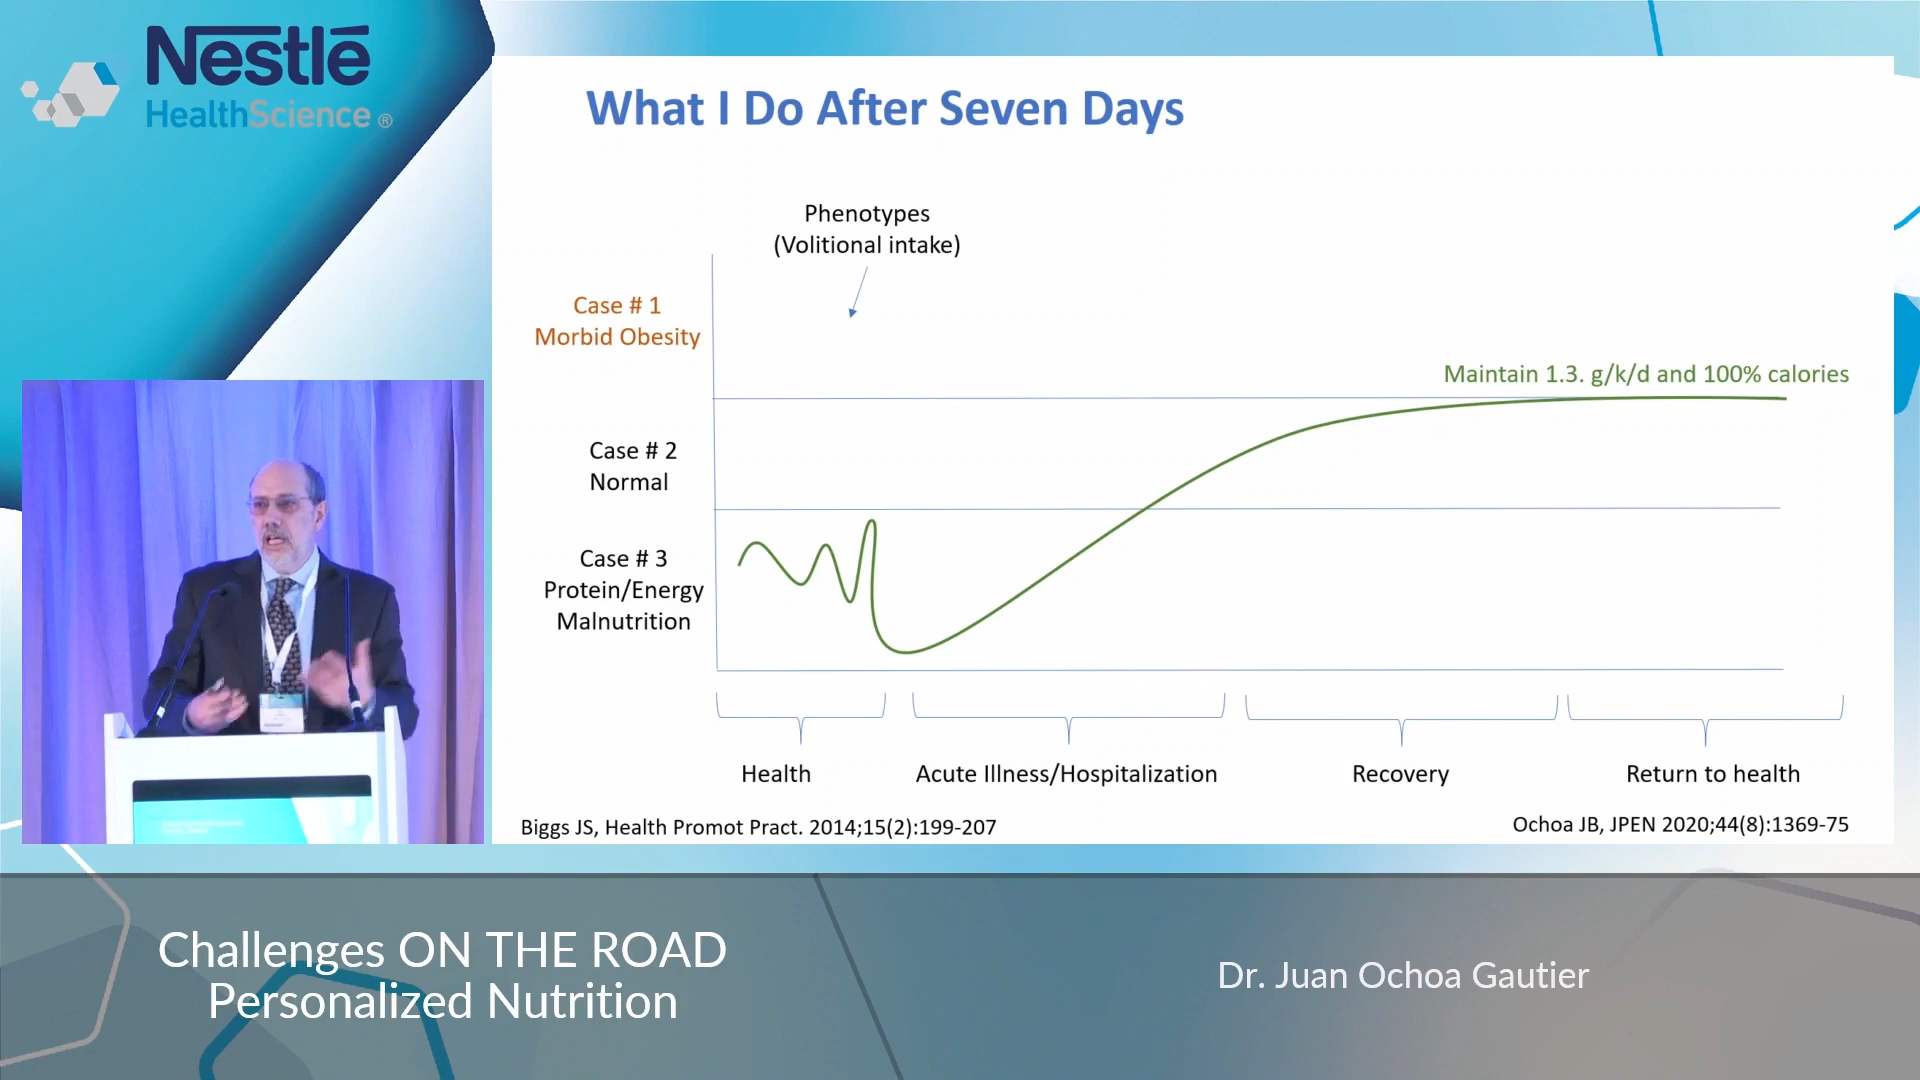 Nestlé
HealthScience®
What I Do After Seven Days
Phenotypes
(Volitional intake)
Case # 1
Morbid Obesity
Maintain 1.3. g/k/d and 100% calories
Case # 2
Normal
Case # 3
Protein/Energy
Malnutrition
Health
Acute Illness/Hospitalization
Recovery
Return to health
Biggs JS, Health Promot Pract. 2014;15(2):199-207
Ochoa JB, JPEN 2020;44(8):1369-75
Challenges ON THE ROAD
Personalized Nutrition
Dr. Juan Ochoa Gautier